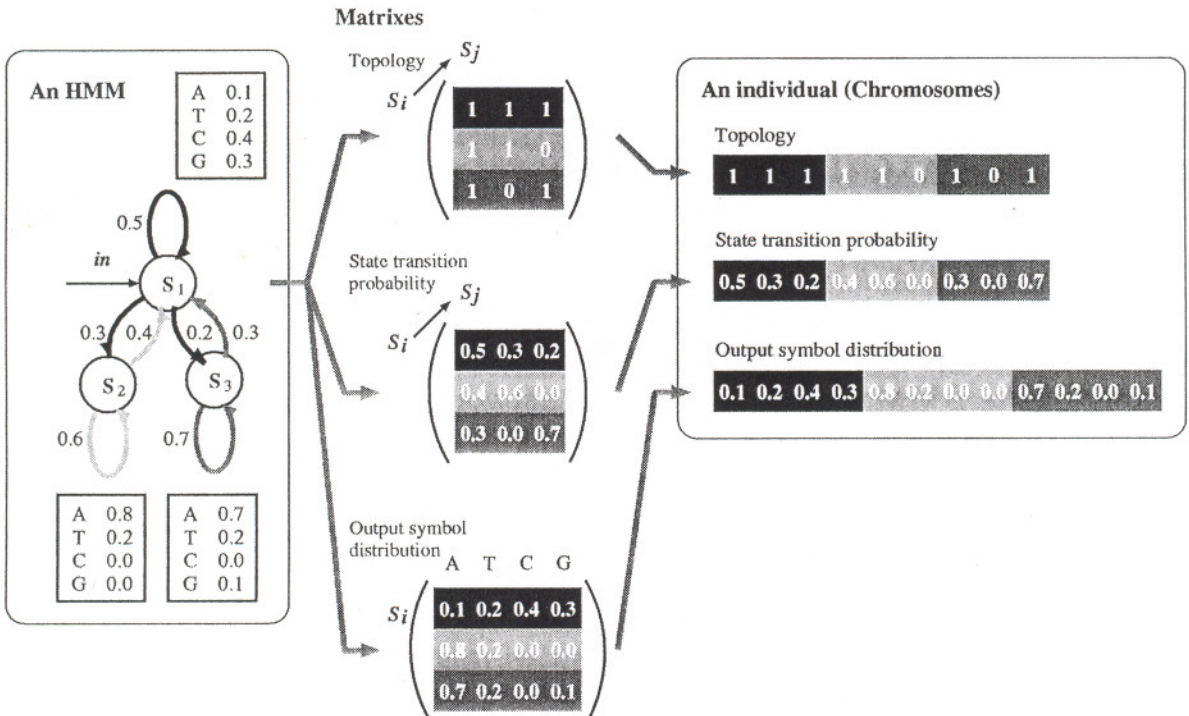 Matrixes
An HMM
A 0.1
T 0.2
C 0.4
G 0.3
0.5
in
S1
0.3 0.4 0.2 0.3
S2 S3
0.6 0.7
A 0.8
T 0.2
C 0.0
G 0.0
A 0.7
T 0.2
C 0.0
G 0.1
Topology
Sj
Si
1 1 1
1 1 0
1 0 1
State transition
probability
Sj
Si
0.5 0.3 0.2
0.4 0.6 0.0
0.3 0.0 0.7
Output symbol
distribution
A T C G
Si
0.1 0.2 0.4 0.3
0.8 0.2 0.0 0.0
0.7 0.2 0.0 0.1
An individual (Chromosomes)
Topology
1 1 1 1 1 0 1 0 1
State transition probability
0.5 0.3 0.2 0.4 0.6 0.0 0.3 0.0 0.7
Output symbol distribution
0.1 0.2 0.4 0.3 0.8 0.2 0.0 0.0 0.7 0.2 0.0 0.1